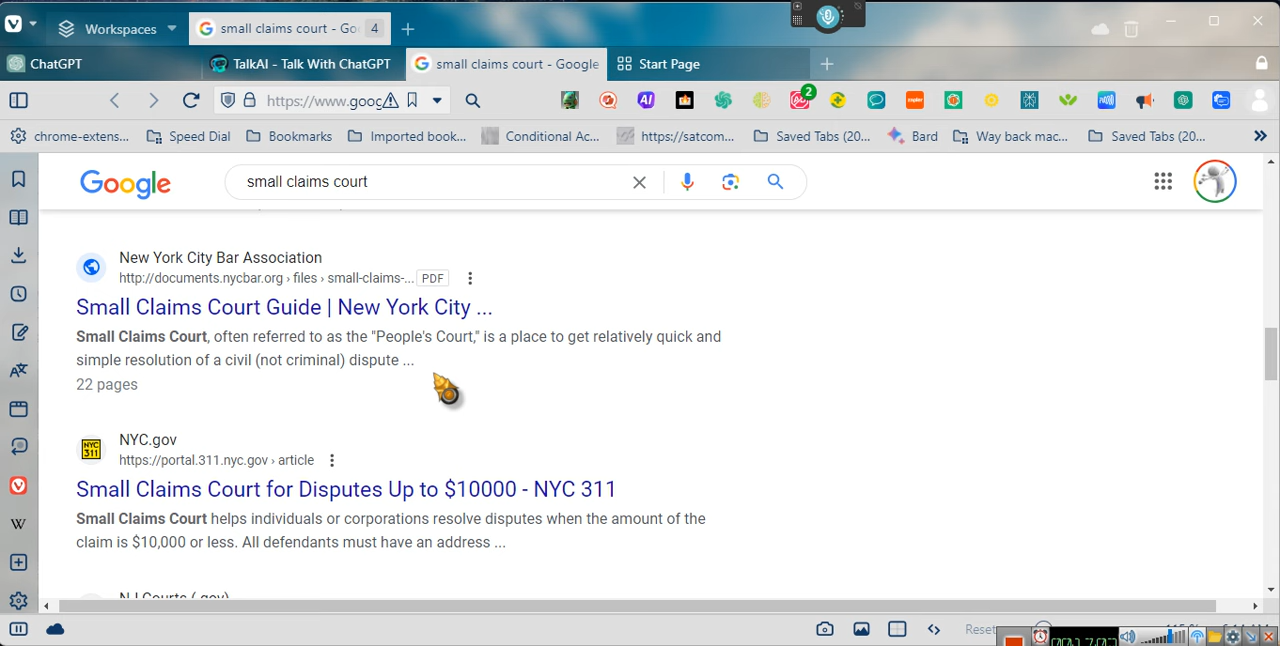 Workspaces
small claims court - Go
4
ChatGPT
TalkAI - Talk With ChatGPT
small claims court - Google
Start Page
https://www.goo
2
chrome-extens...
Speed Dial
Bookmarks
Imported book...
Conditional Ac...
https://satcom...
Saved Tabs (20...
Bard
Way back mac...
Saved Tabs (20...
Google
small claims court
New York City Bar Association
http://documents.nycbar.org › files › small-claims-...
PDF
Small Claims Court Guide | New York City ...
Small Claims Court, often referred to as the "People's Court," is a place to get relatively quick and
simple resolution of a civil (not criminal) dispute ...
22 pages
NYC 311
NYC.gov
https://portal.311.nyc.gov › article
Small Claims Court for Disputes Up to $10000 - NYC 311
Small Claims Court helps individuals or corporations resolve disputes when the amount of the
claim is $10,000 or less. All defendants must have an address ...
NJ Courts (.gov)
W
Reset